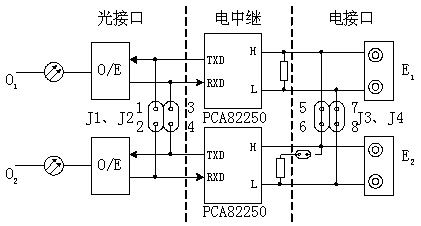 光接口
电中继
电接口
O₁
O/E
TXD
RXD
H
L
E₁
J1、J2
1
3
2
4
PCA82250
5
7
6
8
J3、J4
O₂
O/E
TXD
RXD
H
L
E₂
PCA82250